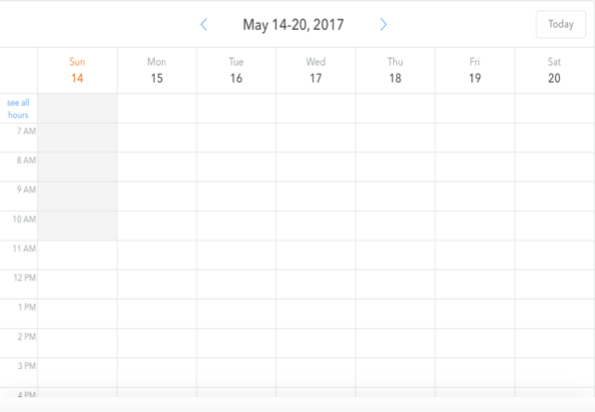 May 14-20, 2017 Today
Sun Mon Tue Wed Thu Fri Sat
14 15 16 17 18 19 20
see all
hours
7 AM
8 AM
9 AM
10 AM
11 AM
12 PM
1 PM
2 PM
3 PM
4 PM